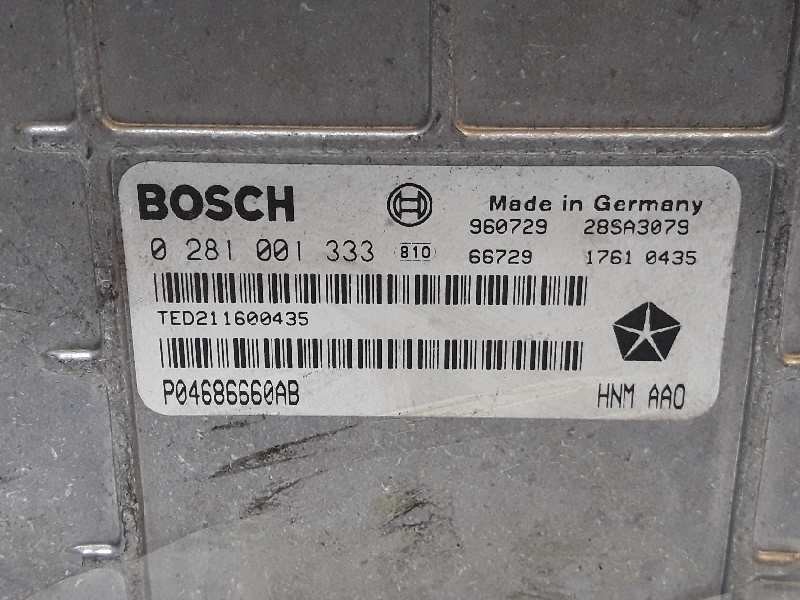 BOSCH Made in Germany
960729 28SA3079
0 281 001 333 810 66729 1761 0435
TED211600435
P04686660AB HNM AA0